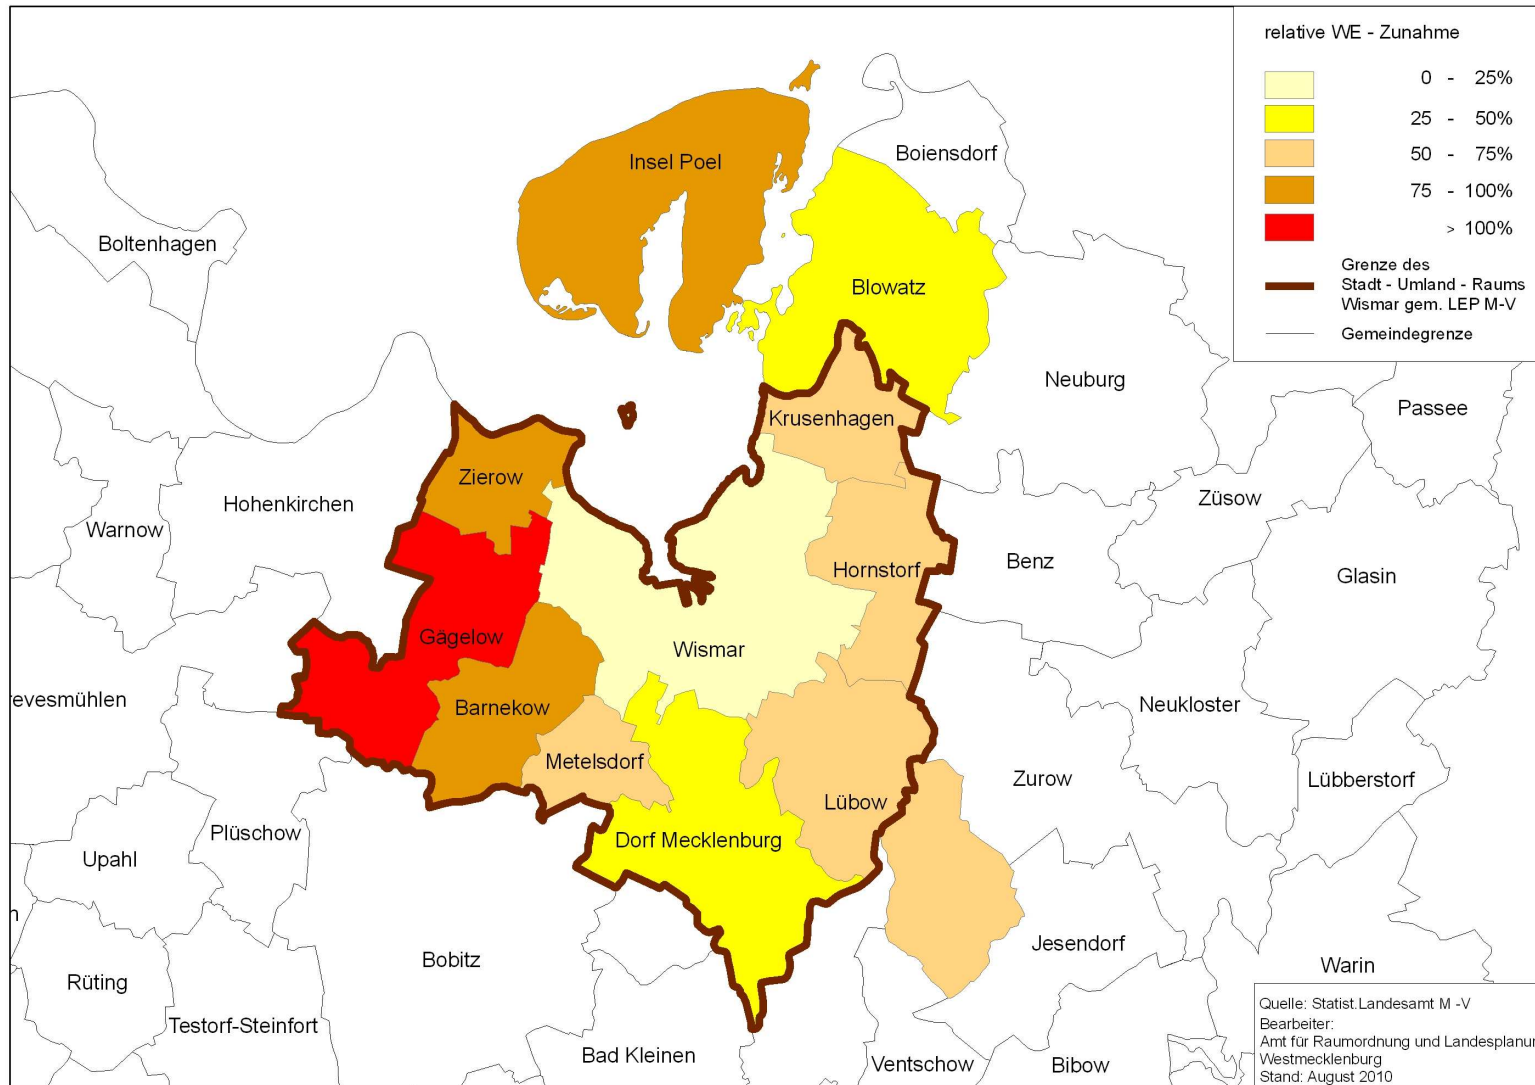 relative WE - Zunahme
0 - 25%
25 - 50%
50 - 75%
75 - 100%
> 100%
Grenze des
Stadt - Umland - Raums
Wismar gem. LEP M-V
Gemeindegrenze
Insel Poel
Boiensdorf
Boltenhagen
Blowatz
Neuburg
Passee
Krusenhagen
Zierow
Hohenkirchen
Züsow
Warnow
Benz
Hornstorf
Glasin
Gägelow
Wismar
evesmühlen
Barnekow
Neukloster
Metelsdorf
Zurow
Lübberstorf
Lübow
Plüschow
Dorf Mecklenburg
Upahl
n
Jesendorf
Bobitz
Warin
Rüting
Testorf-Steinfort
Bad Kleinen
Ventschow
Bibow
Quelle: Statist.Landesamt M -V
Bearbeiter:
Amt für Raumordnung und Landesplanun
Westmecklenburg
Stand: August 2010